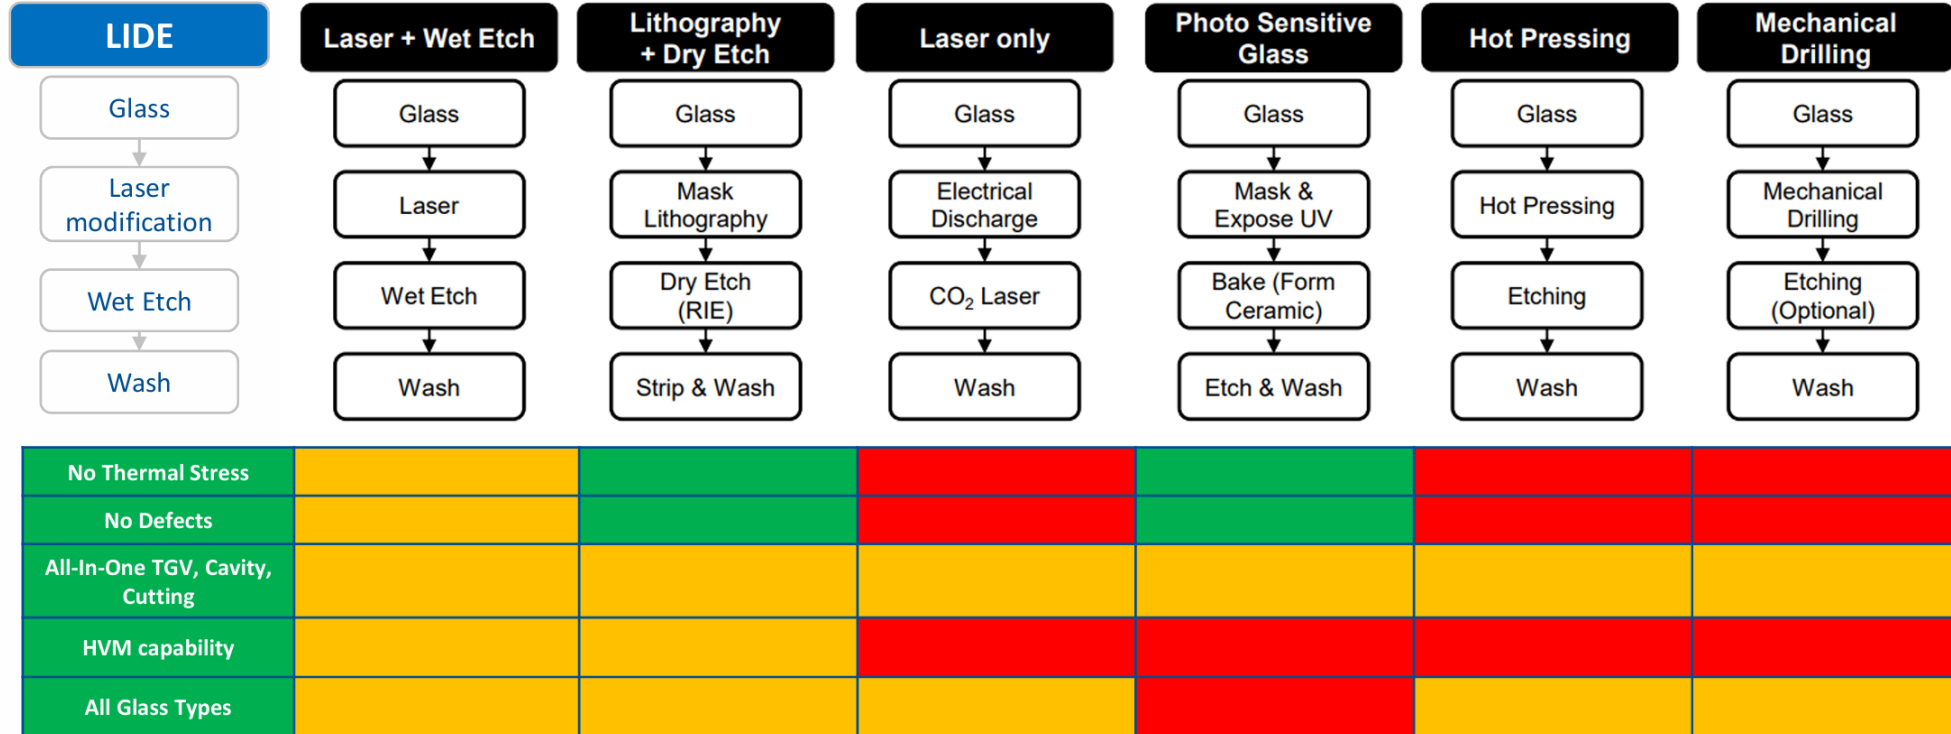 LIDE
Glass
Laser
modification
Wet Etch
Wash
Laser + Wet Etch
Glass
Laser
Wet Etch
Wash
Lithography
+ Dry Etch
Glass
Mask
Lithography
Dry Etch
(RIE)
Strip & Wash
Laser only
Glass
Electrical
Discharge
CO₂ Laser
Wash
Photo Sensitive
Glass
Glass
Mask &
Expose UV
Bake (Form
Ceramic)
Etch & Wash
Hot Pressing
Glass
Hot Pressing
Etching
Wash
Mechanical
Drilling
Glass
Mechanical
Drilling
Etching
(Optional)
Wash
No Thermal Stress
No Defects
All-In-One TGV, Cavity,
Cutting
HVM capability
All Glass Types